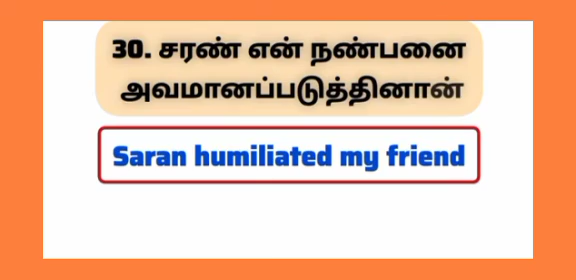 30. சரண் என் நண்பனை
அவமானப்படுத்தினான்
Saran humiliated my friend